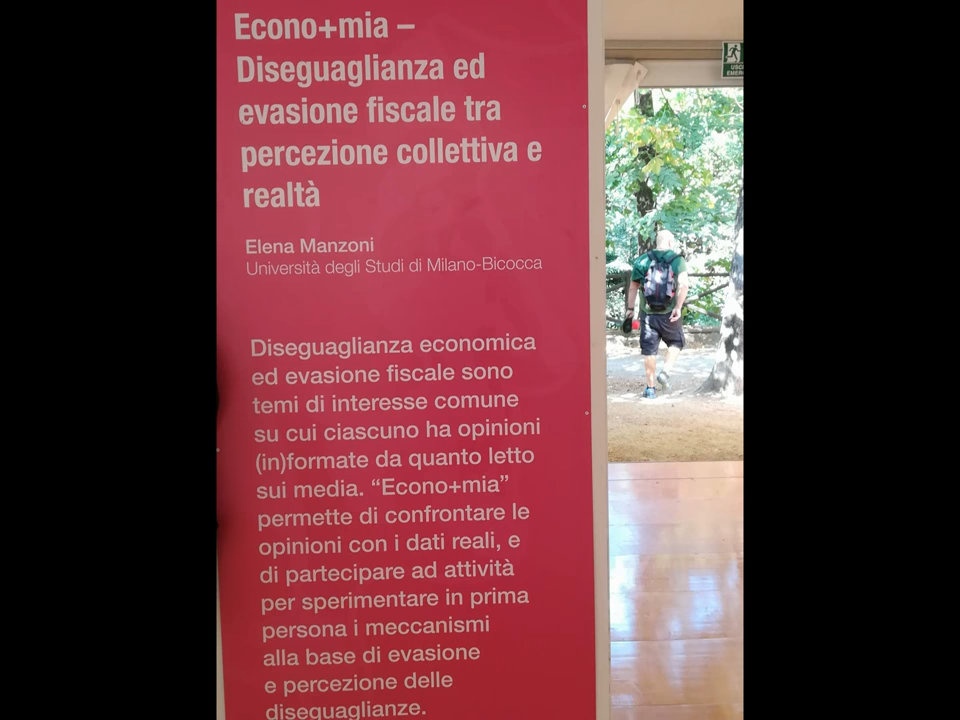 Econo+mia –
Diseguaglianza ed
evasione fiscale tra
percezione collettiva e
realtà
Elena Manzoni
Università degli Studi di Milano-Bicocca
Diseguaglianza economica
ed evasione fiscale sono
temi di interesse comune
su cui ciascuno ha opinioni
(in)formate da quanto letto
sui media. “Econo+mia”
permette di confrontare le
opinioni con i dati reali, e
di partecipare ad attività
per sperimentare in prima
persona i meccanismi
alla base di evasione
e percezione delle
diseguaglianze.